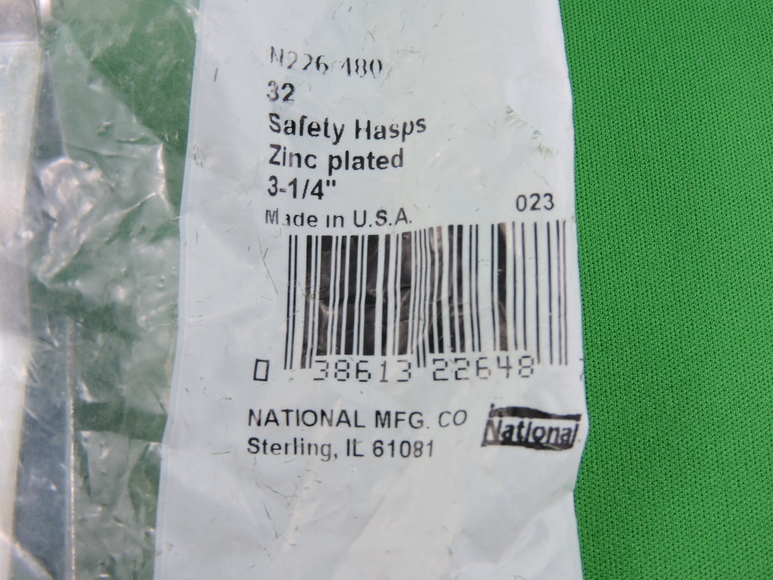 N226-480
32
Safety Hasps
Zinc plated
3-1/4"
Made in U.S.A.
023
0 38613 22648
NATIONAL MFG. CO
Sterling, IL 61081
National